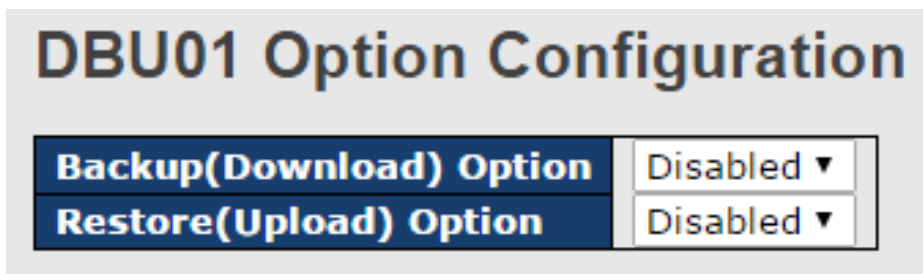 DBU01 Option Configuration
Backup(Download) Option Disabled
Restore(Upload) Option Disabled